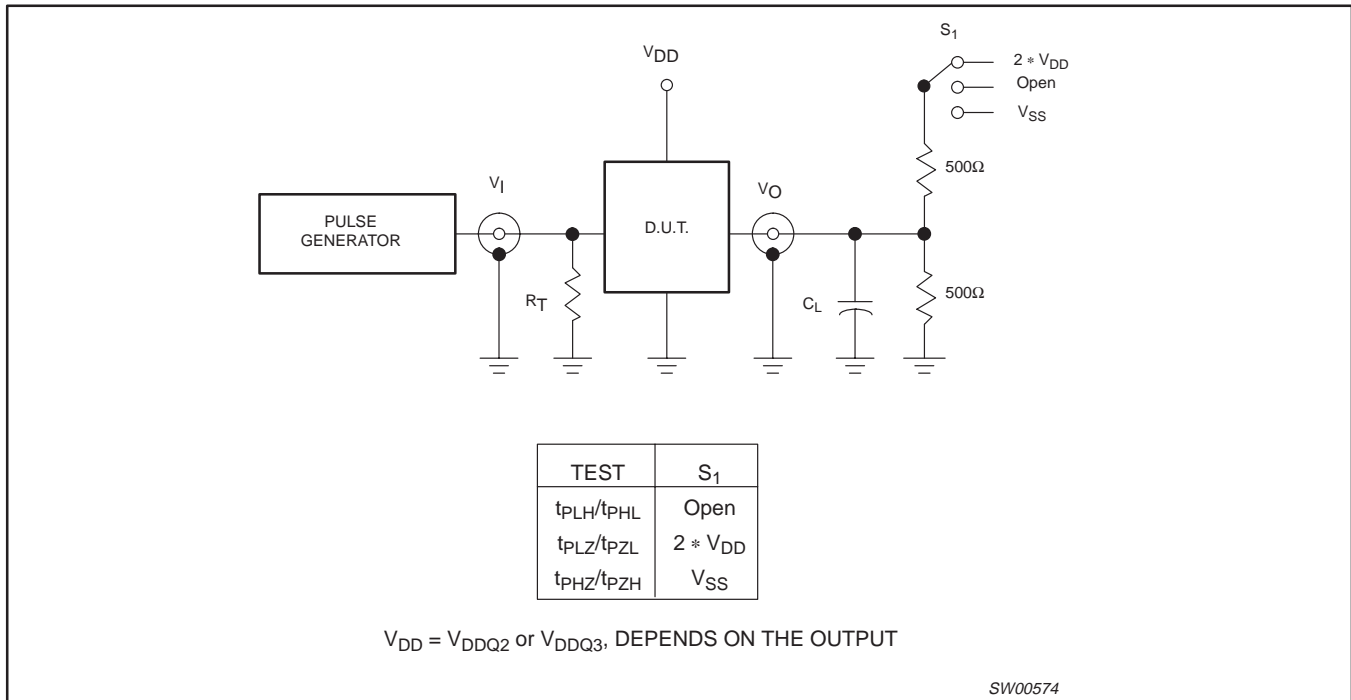 S1
VDD
2 * VDD
Open
VSS
500Ω
VI
VO
PULSE
GENERATOR
D.U.T.
RT
CL
500Ω
TEST S1
tPLH/tPHL Open
tPLZ/tPZL 2 * VDD
tPHZ/tPZH VSS
VDD = VDDQ2 or VDDQ3, DEPENDS ON THE OUTPUT
SW00574